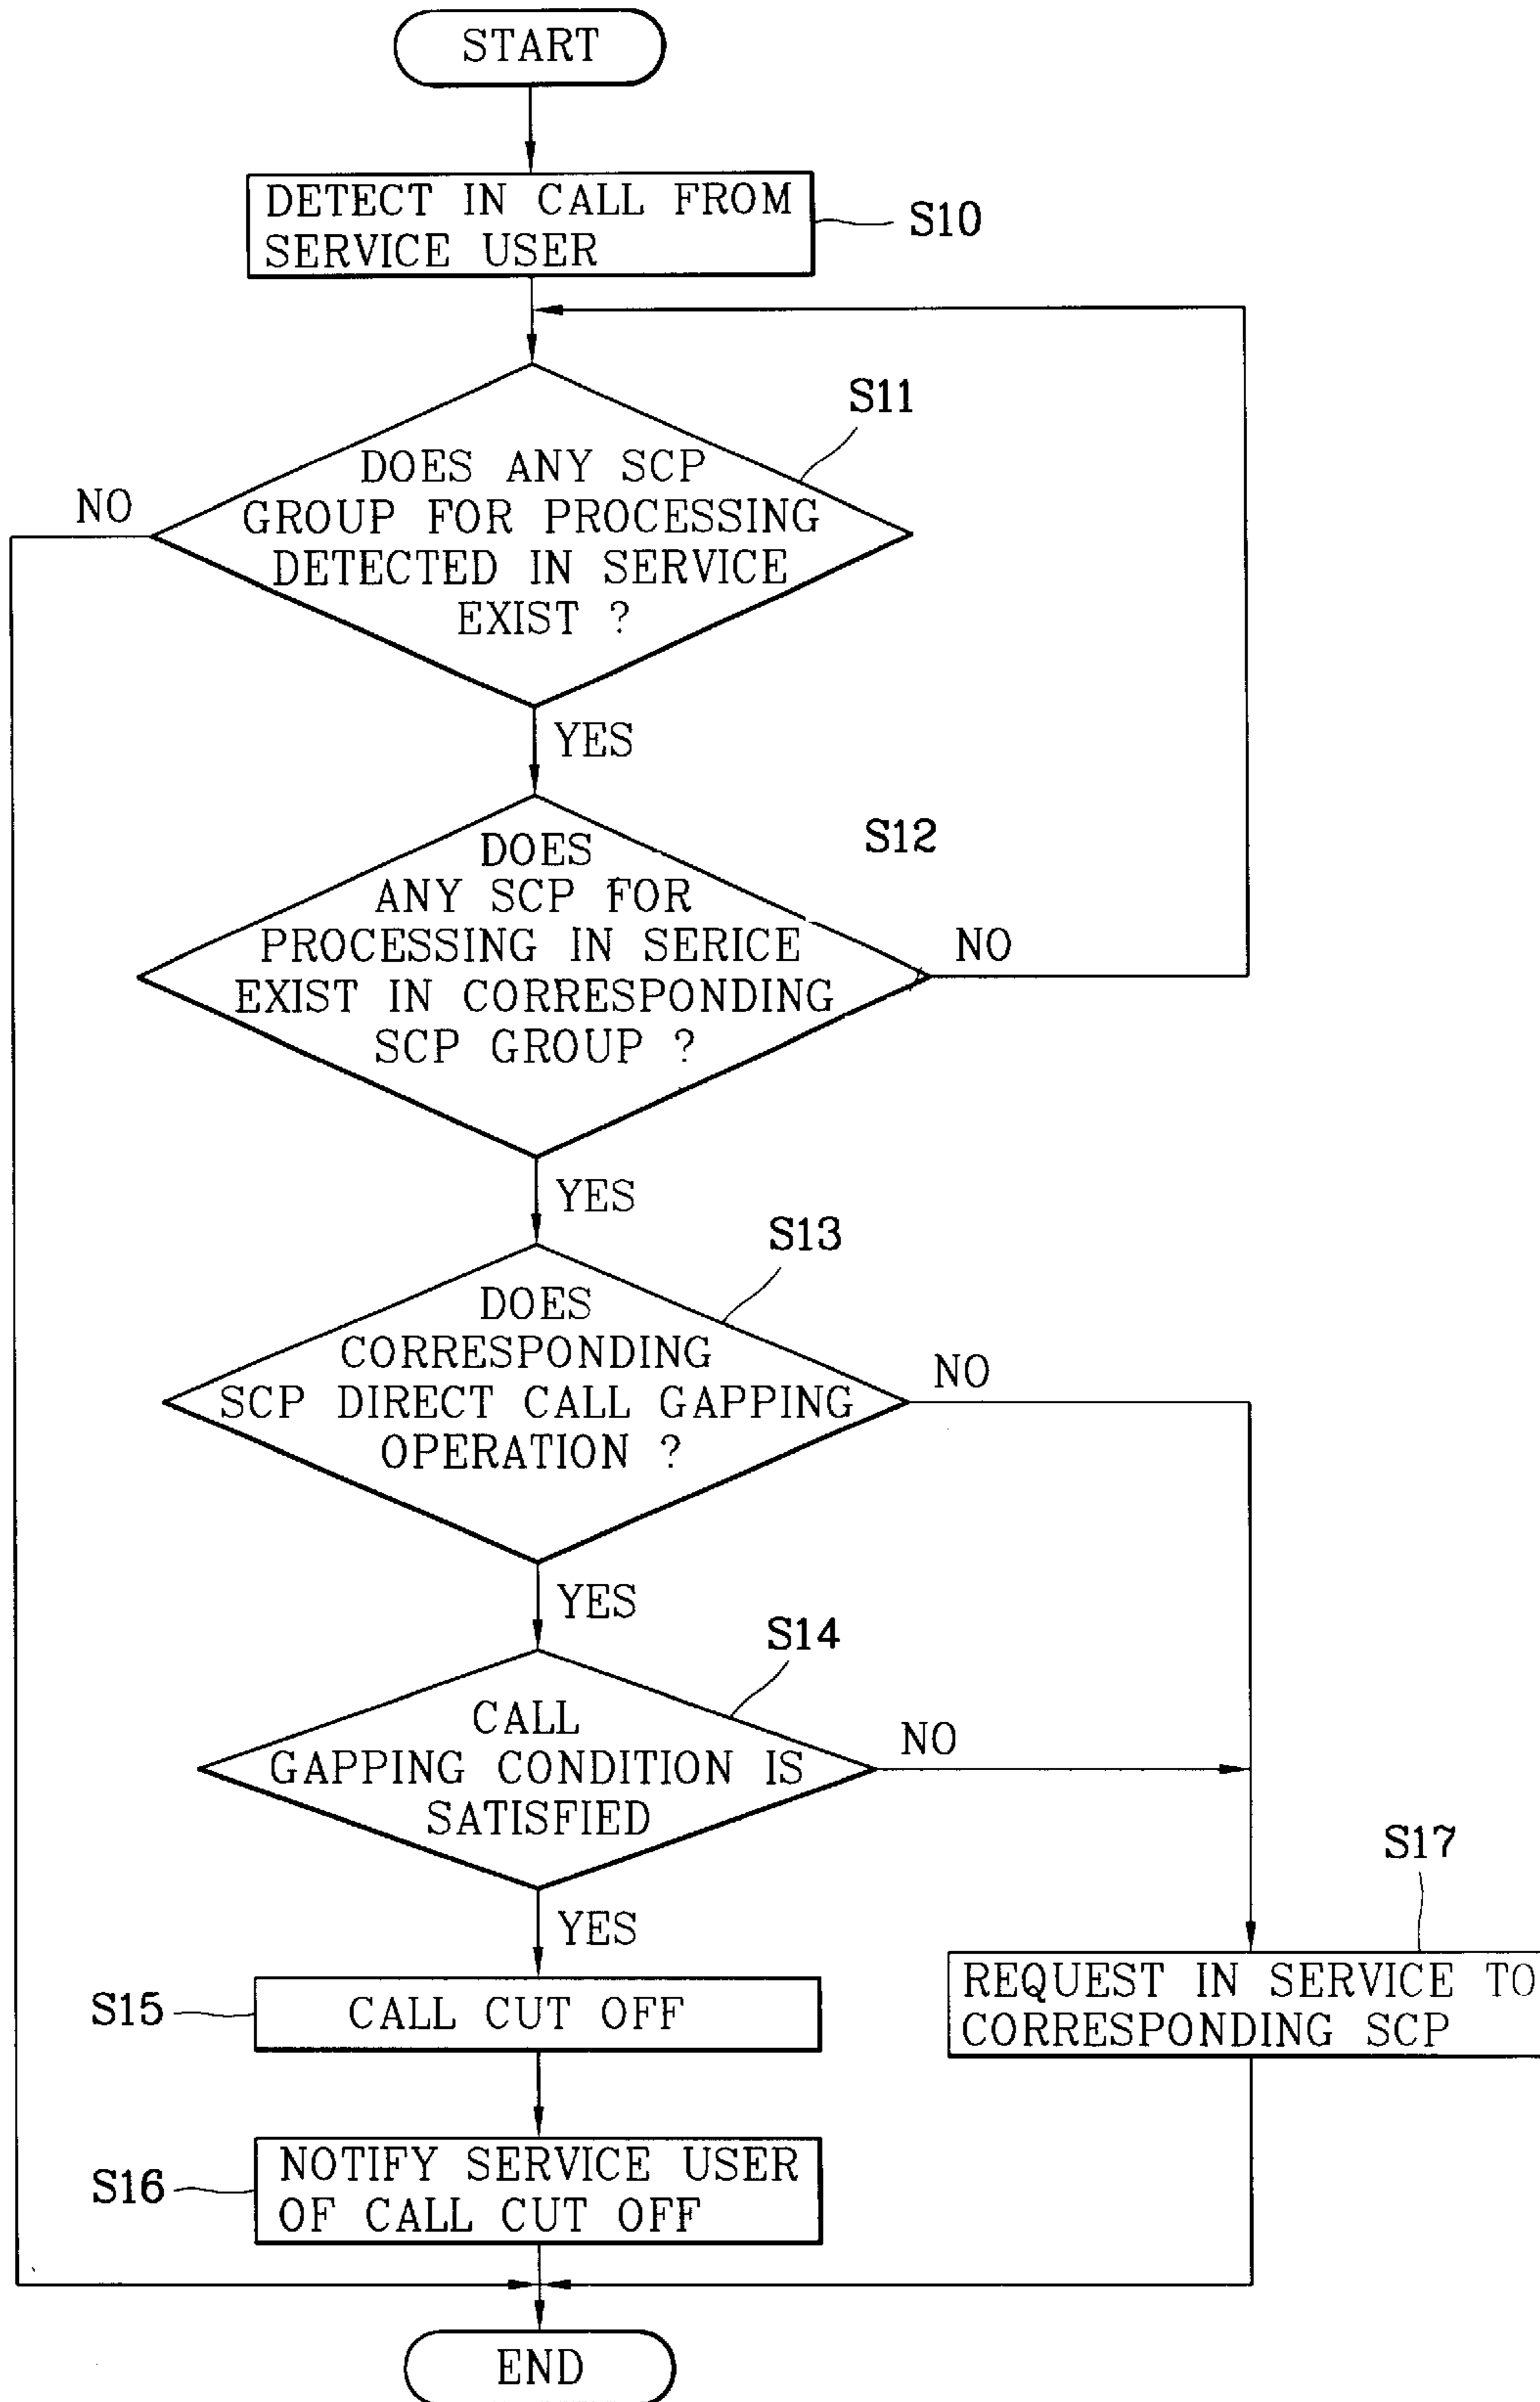 START
DETECT IN CALL FROM
SERVICE USER
S10
S11
DOES ANY SCP
GROUP FOR PROCESSING
DETECTED IN SERVICE
EXIST ?
NO
YES
S12
DOES
ANY SCP FOR
PROCESSING IN SERICE
EXIST IN CORRESPONDING
SCP GROUP ?
NO
YES
S13
DOES
CORRESPONDING
SCP DIRECT CALL GAPPING
OPERATION ?
NO
YES
S14
CALL
GAPPING CONDITION IS
SATISFIED
NO
YES
S17
REQUEST IN SERVICE TO
CORRESPONDING SCP
S15
CALL CUT OFF
S16
NOTIFY SERVICE USER
OF CALL CUT OFF
END